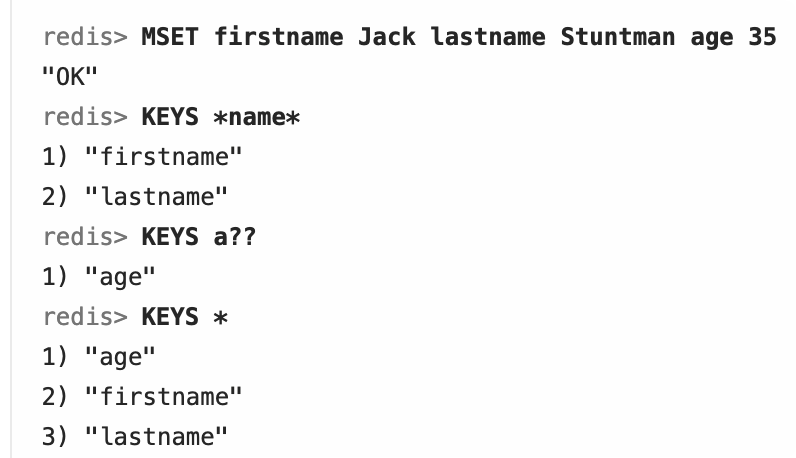 redis> MSET firstname Jack lastname Stuntman age 35
"OK"
redis> KEYS *name*
1) "firstname"
2) "lastname"
redis> KEYS a??
1) "age"
redis> KEYS *
1) "age"
2) "firstname"
3) "lastname"